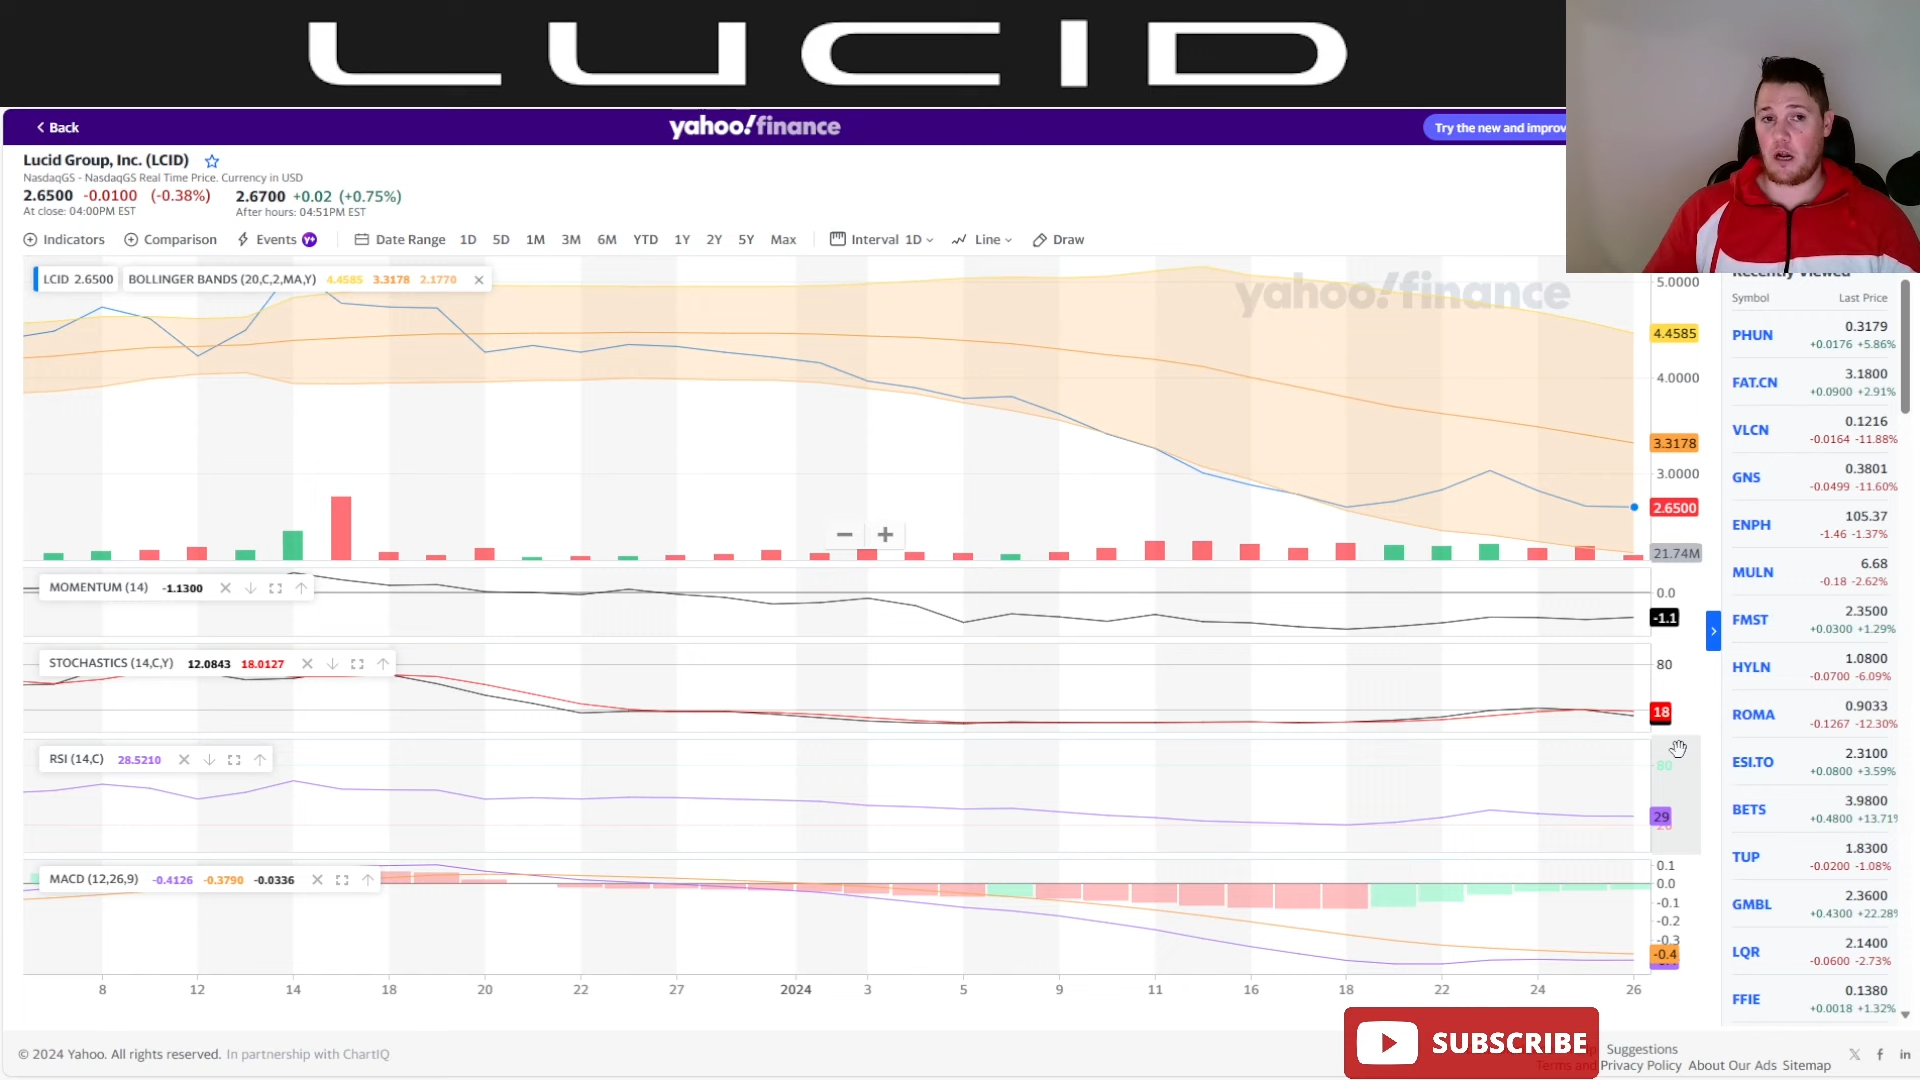 LUCID
Back
yahoo!finance
Try the new and improv
Lucid Group, Inc. (LCID)
NasdaqGS - NasdaqGS Real Time Price. Currency in USD
2.6500 -0.0100 (-0.38%) 2.6700 +0.02 (+0.75%)
At close: 04:00PM EST After hours: 04:51PM EST
Indicators Comparison Events Y+ Date Range 1D 5D 1M 3M 6M YTD 1Y 2Y 5Y Max Interval 1D Line Draw
LCID 2.6500 BOLLINGER BANDS (20,C,2,MA,Y) 4.4585 3.3178 2.1770
yahoo!finance
5.0000
4.4585
4.0000
3.3178
3.0000
2.6500
21.74M
MOMENTUM (14) -1.1300
0.0
-1.1
STOCHASTICS (14,C,Y) 12.0843 18.0127
80
18
RSI (14,C) 28.5210
80
29
20
MACD (12,26,9) -0.4126 -0.3790 -0.0336
0.1
0.0
-0.1
-0.2
-0.3
-0.4
8 12 14 18 20 22 27 2024 3 5 9 11 16 18 22 24 26
Recently Viewed
Symbol Last Price
PHUN 0.3179
+0.0176 +5.86%
FAT.CN 3.1800
+0.0900 +2.91%
VLCN 0.1216
-0.0164 -11.88%
GNS 0.3801
-0.0499 -11.60%
ENPH 105.37
-1.46 -1.37%
MULN 6.68
-0.18 -2.62%
FMST 2.3500
+0.0300 +1.29%
HYLN 1.0800
-0.0700 -6.09%
ROMA 0.9033
-0.1267 -12.30%
ESI.TO 2.3100
+0.0800 +3.59%
BETS 3.9800
+0.4800 +13.71%
TUP 1.8300
-0.0200 -1.08%
GMBL 2.3600
+0.4300 +22.28%
LQR 2.1400
-0.0600 -2.73%
FFIE 0.1380
+0.0018 +1.32%
© 2024 Yahoo. All rights reserved. In partnership with ChartIQ
SUBSCRIBE
Suggestions
Terms and Privacy Policy About Our Ads Sitemap